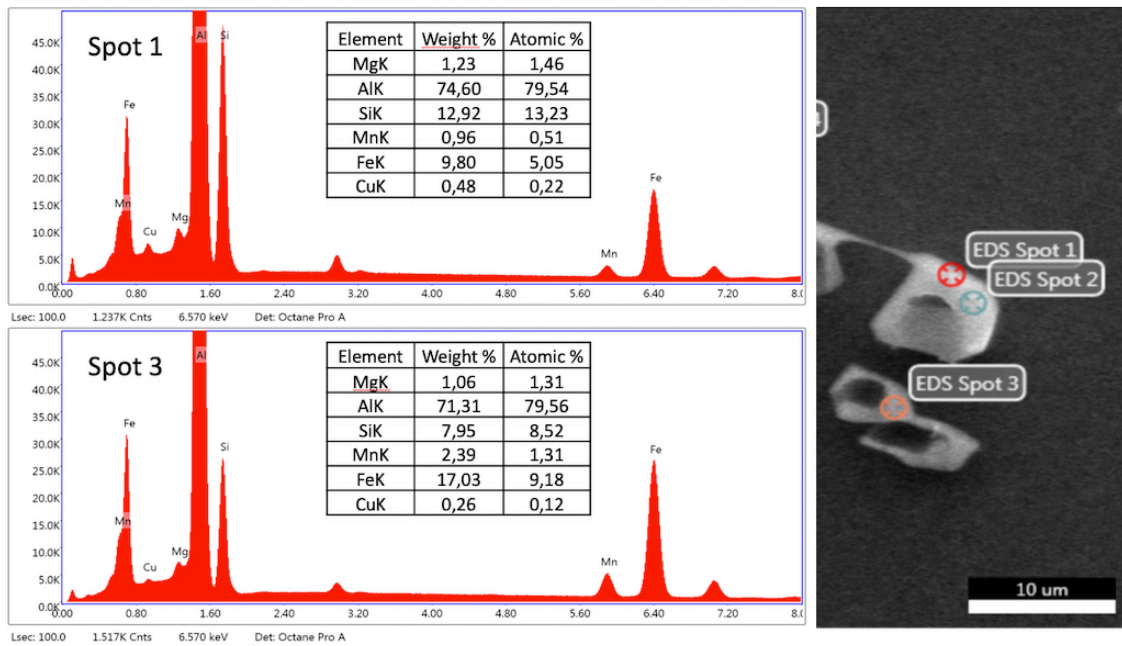 Spot 1
45.0K
40.0K
35.0K
30.0K
25.0K
20.0K
15.0K
10.0K
5.0K
0.0K
Fe
Mn
Cu
Mg
Al
Si
Mn
Fe
0.00 0.80 1.60 2.40 3.20 4.00 4.80 5.60 6.40 7.20 8.0
Element Weight % Atomic %
MgK 1,23 1,46
AlK 74,60 79,54
SiK 12,92 13,23
MnK 0,96 0,51
FeK 9,80 5,05
CuK 0,48 0,22
Lsec: 100.0 1.237K Cnts 6.570 keV Det: Octane Pro A
Spot 3
45.0K
40.0K
35.0K
30.0K
25.0K
20.0K
15.0K
10.0K
5.0K
0.0K
Fe
Mn
Cu
Mg
Al
Si
Mn
Fe
0.00 0.80 1.60 2.40 3.20 4.00 4.80 5.60 6.40 7.20 8.0
Element Weight % Atomic %
MgK 1,06 1,31
AlK 71,31 79,56
SiK 7,95 8,52
MnK 2,39 1,31
FeK 17,03 9,18
CuK 0,26 0,12
Lsec: 100.0 1.517K Cnts 6.570 keV Det: Octane Pro A
EDS Spot 1
EDS Spot 2
EDS Spot 3
10 um